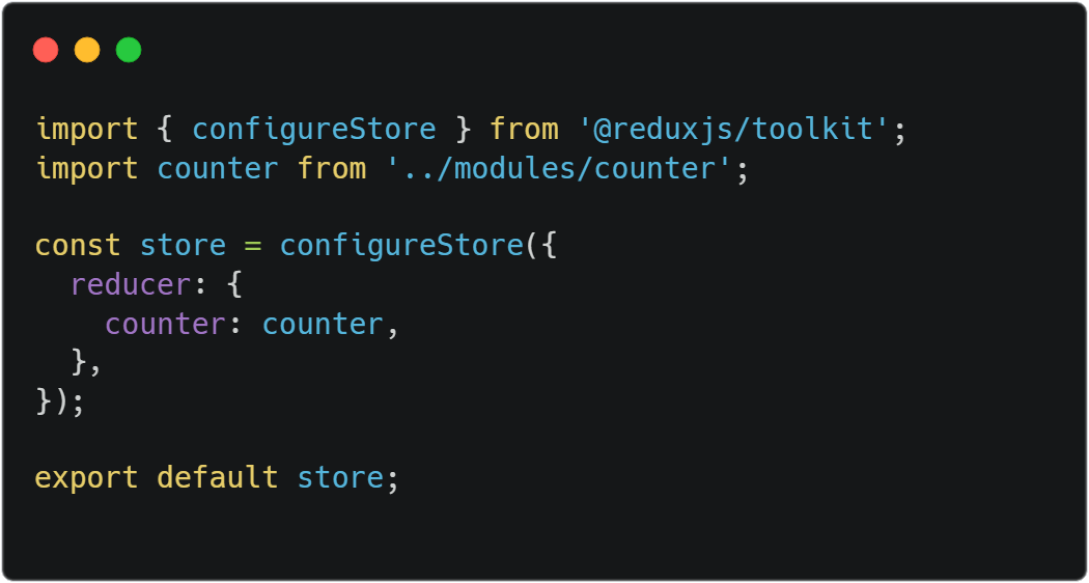 import { configureStore } from '@reduxjs/toolkit';
import counter from '../modules/counter';

const store = configureStore({
  reducer: {
    counter: counter,
  },
});

export default store;